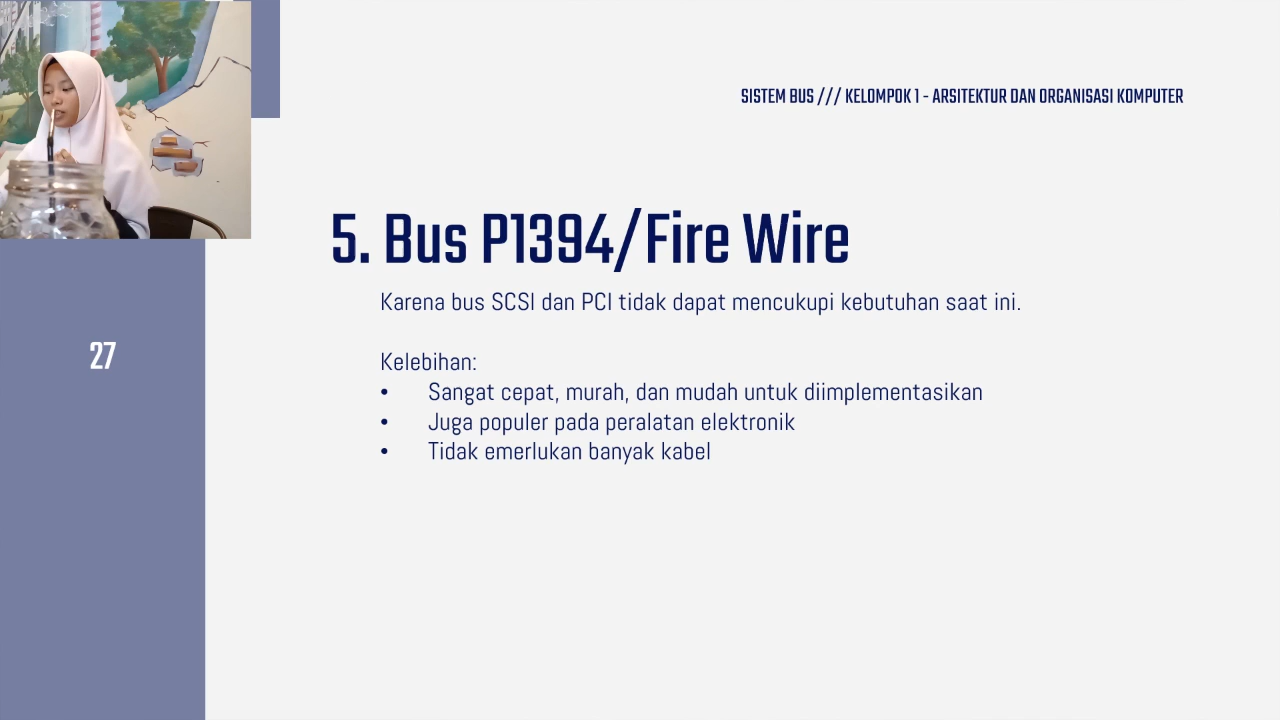 SISTEM BUS /// KELOMPOK 1 - ARSITEKTUR DAN ORGANISASI KOMPUTER
5. Bus P1394/Fire Wire
Karena bus SCSI dan PCI tidak dapat mencukupi kebutuhan saat ini.
27
Kelebihan:
• Sangat cepat, murah, dan mudah untuk diimplementasikan
• Juga populer pada peralatan elektronik
• Tidak emerlukan banyak kabel